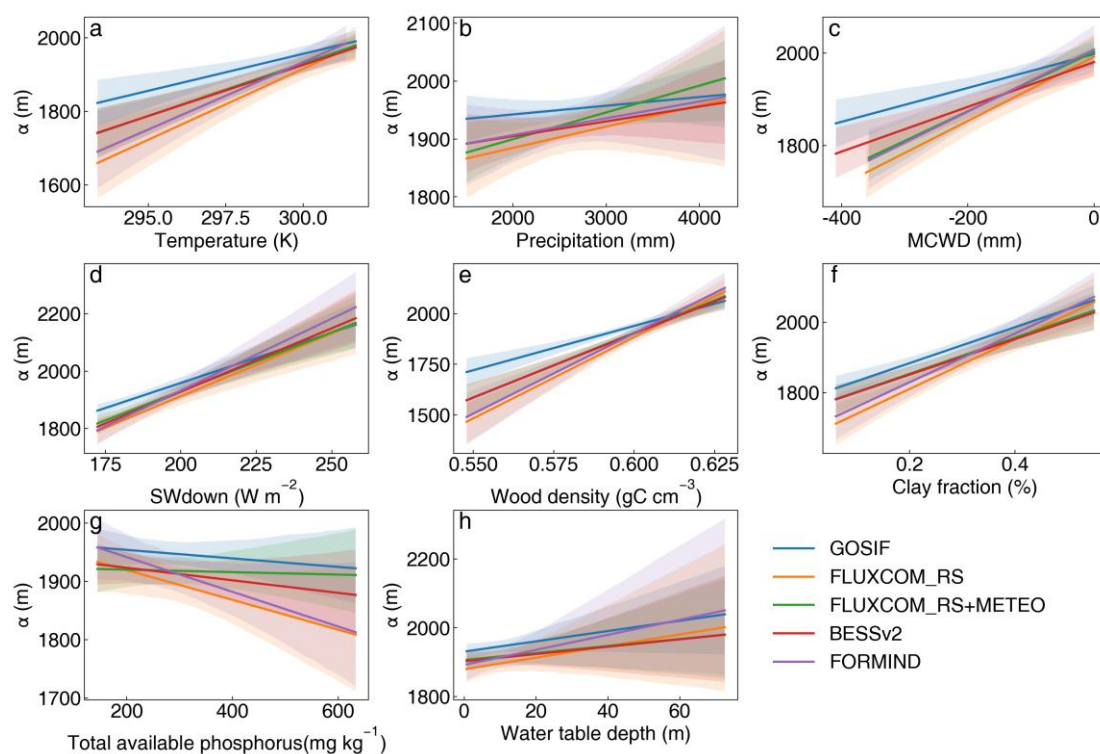 a
2000
1800
1600
α (m)
295.0 297.5 300.0
Temperature (K)
b
2100
2000
1900
1800
α (m)
2000 3000 4000
Precipitation (mm)
c
2000
1800
α (m)
-400 -200 0
MCWD (mm)
d
2200
2000
1800
α (m)
175 200 225 250
SWdown (W m⁻²)
e
2000
1750
1500
α (m)
0.550 0.575 0.600 0.625
Wood density (gC cm⁻³)
f
2000
1800
α (m)
0.2 0.4
Clay fraction (%)
g
2000
1900
1800
1700
α (m)
200 400 600
Total available phosphorus(mg kg⁻¹)
h
2200
2000
1800
α (m)
0 20 40 60
Water table depth (m)
GOSIF
FLUXCOM_RS
FLUXCOM_RS+METEO
BESSv2
FORMIND